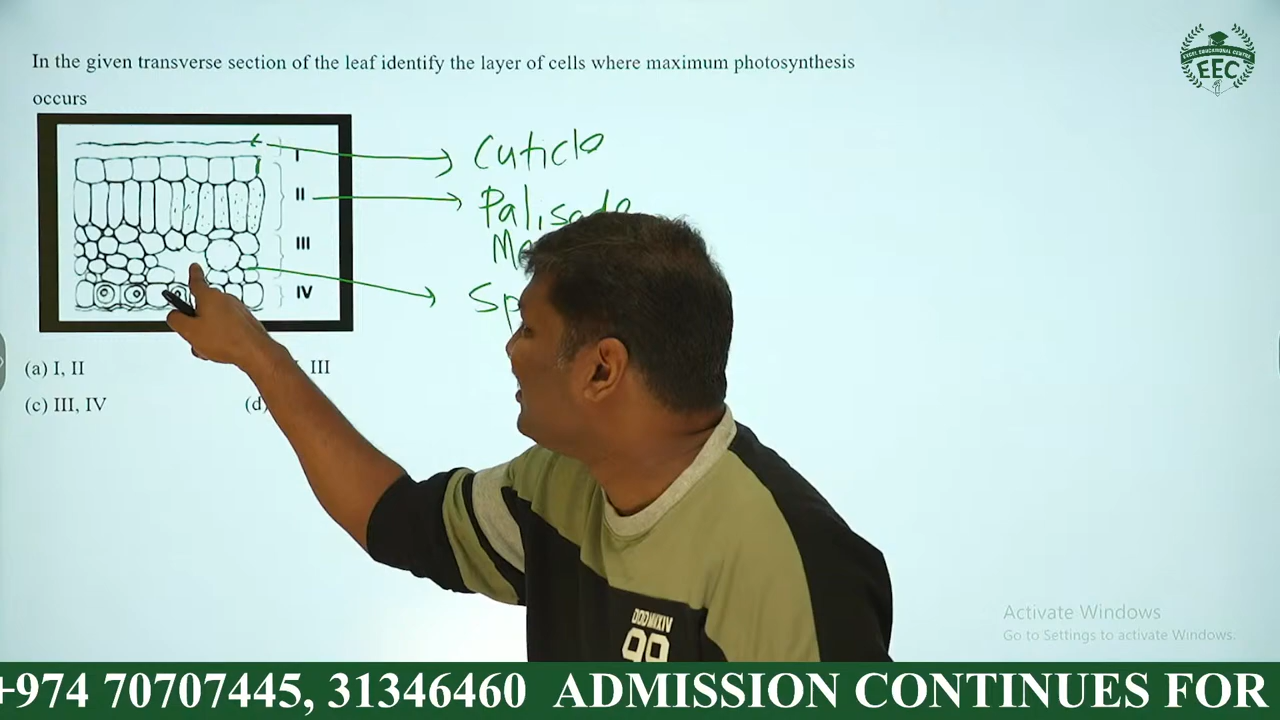 In the given transverse section of the leaf identify the layer of cells where maximum photosynthesis
occurs
EEC
I
II
III
IV
Cuticle
(a) I, II
III
(c) III, IV
(d)
DDDMMXIV
99
Activate Windows
Go to Settings to activate Windows.
+974 70707445, 31346460 ADMISSION CONTINUES FOR